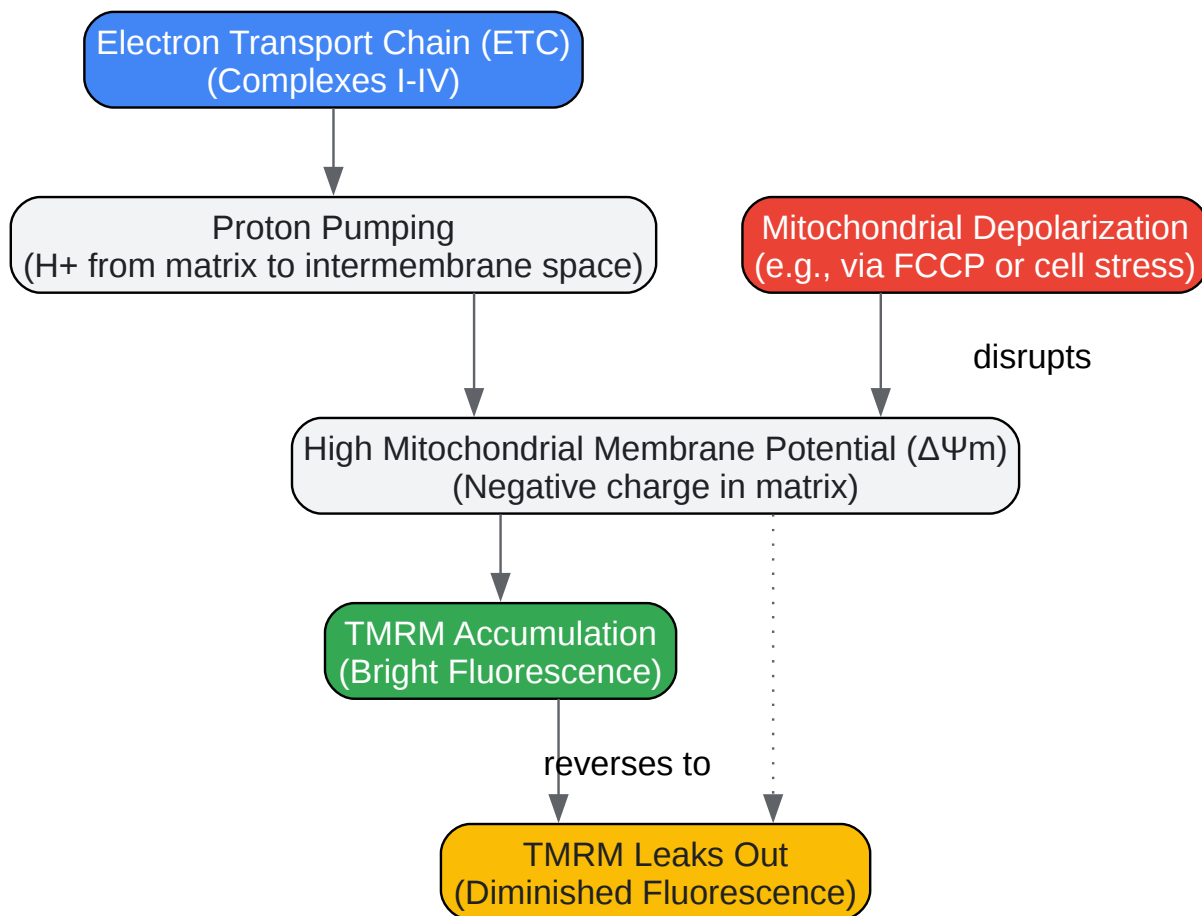 Electron Transport Chain (ETC)
(Complexes I-IV)
Proton Pumping
(H+ from matrix to intermembrane space)
Mitochondrial Depolarization
(e.g., via FCCP or cell stress)
disrupts
High Mitochondrial Membrane Potential (ΔΨm)
(Negative charge in matrix)
TMRM Accumulation
(Bright Fluorescence)
reverses to
TMRM Leaks Out
(Diminished Fluorescence)